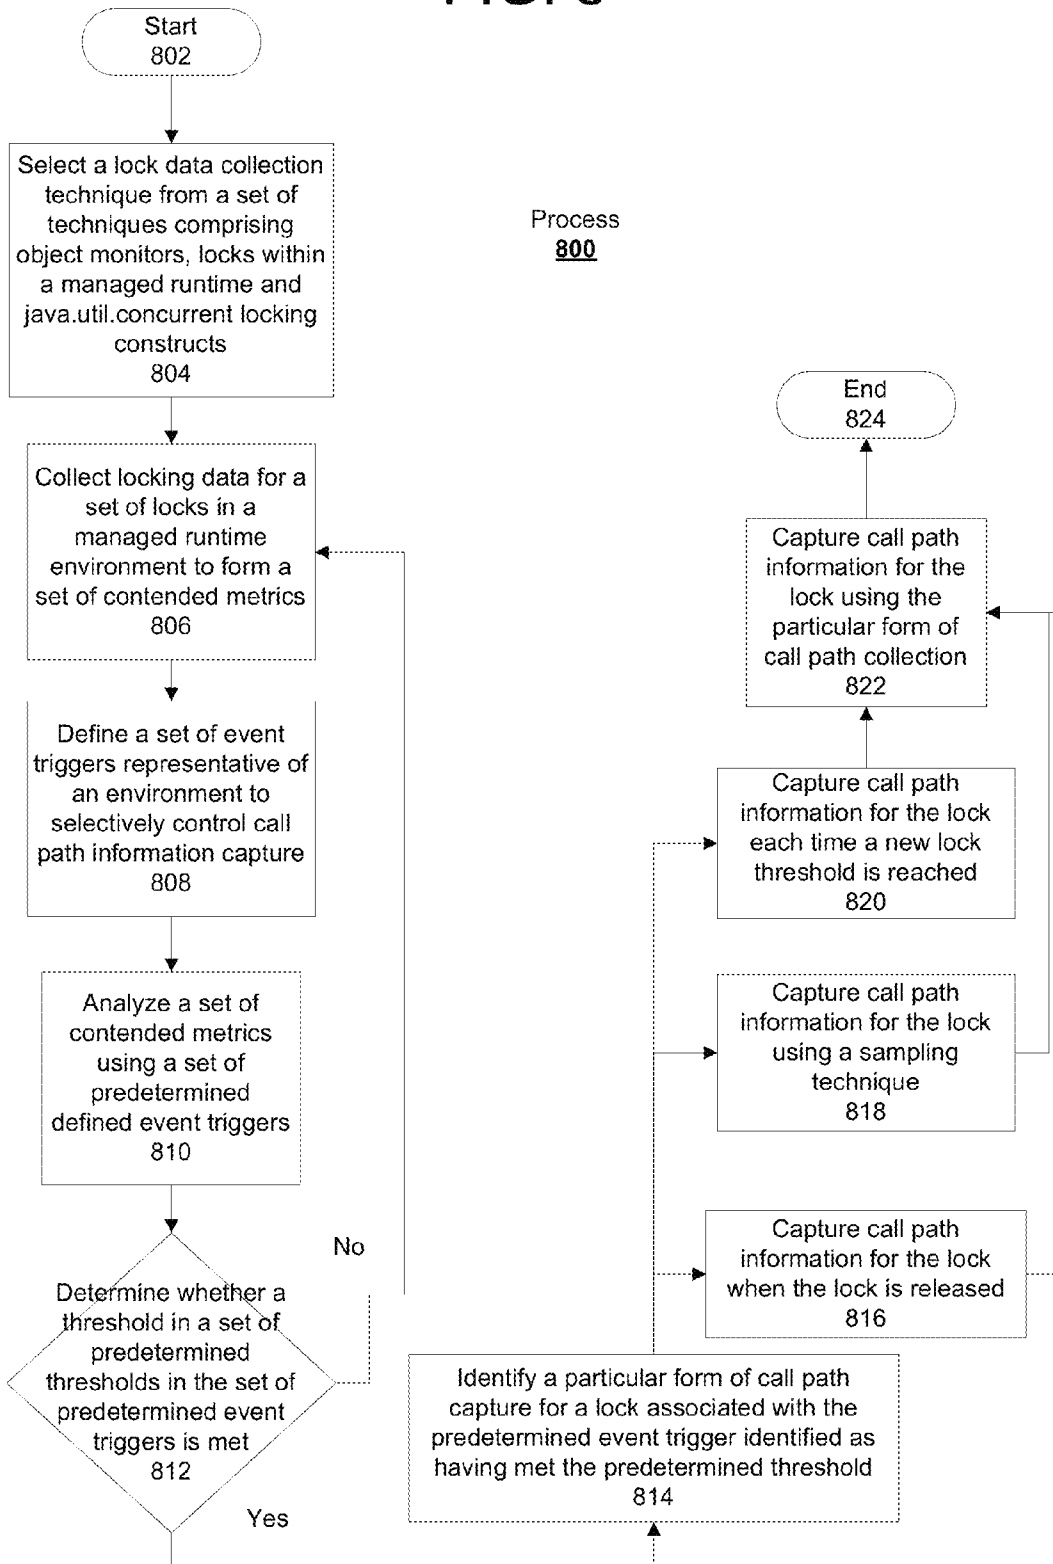 Start
802
Select a lock data collection
technique from a set of
techniques comprising
object monitors, locks within
a managed runtime and
java.util.concurrent locking
constructs
804
Process
800
Collect locking data for a
set of locks in a
managed runtime
environment to form a
set of contended metrics
806
Define a set of event
triggers representative of
an environment to
selectively control call
path information capture
808
Analyze a set of
contended metrics
using a set of
predetermined
defined event triggers
810
No
Determine whether a
threshold in a set of
predetermined
thresholds in the set of
predetermined event
triggers is met
812
Yes
Identify a particular form of call path
capture for a lock associated with the
predetermined event trigger identified as
having met the predetermined threshold
814
Capture call path
information for the lock
when the lock is released
816
Capture call path
information for the lock
using a sampling
technique
818
Capture call path
information for the lock
each time a new lock
threshold is reached
820
Capture call path
information for the
lock using the
particular form of
call path collection
822
End
824